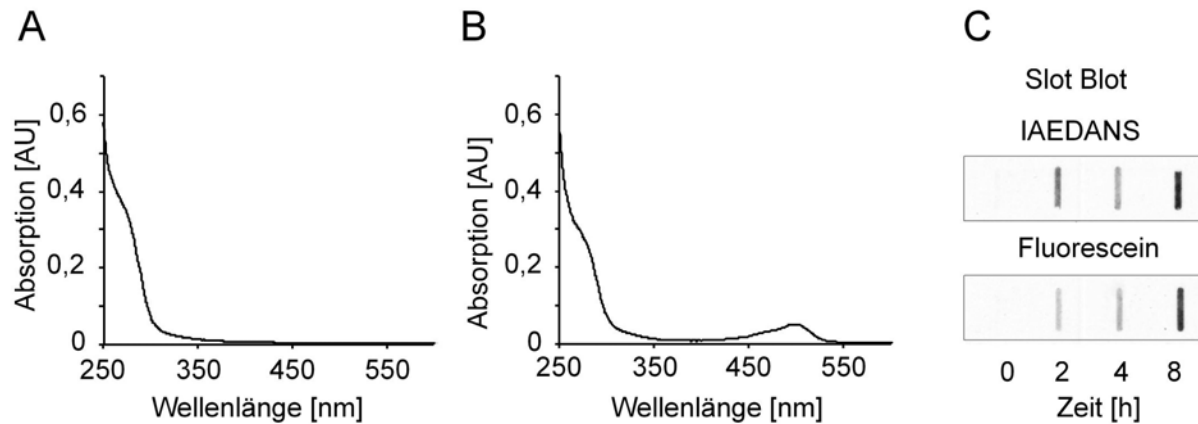 A
Absorption [AU]
0,6
0,4
0,2
0
250 350 450 550
Wellenlänge [nm]
B
Absorption [AU]
0,6
0,4
0,2
0
250 350 450 550
Wellenlänge [nm]
C
Slot Blot
IAEDANS
Fluorescein
0 2 4 8
Zeit [h]